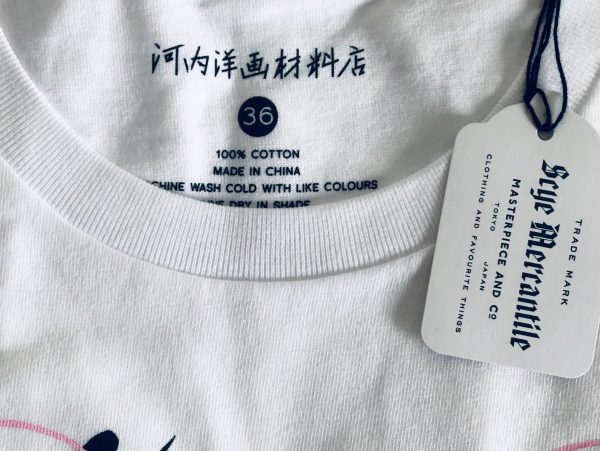 河内洋画材料店
36
100% COTTON
MADE IN CHINA
CHINE WASH COLD WITH LIKE COLOURS
DRY IN SHADE
TRADE MARK
Scye Mercantile
MASTERPIECE AND CO
TOKYO JAPAN
CLOTHING AND FAVOURITE THINGS